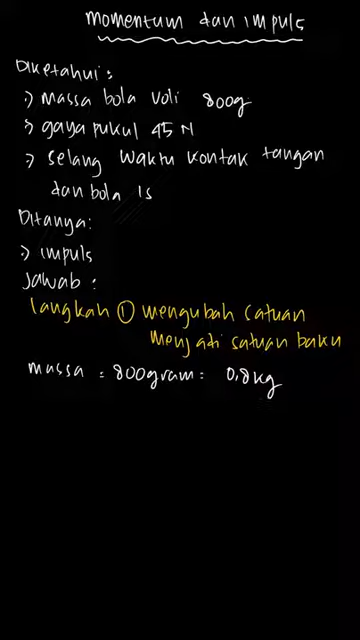 momentum dan impuls
Diketahui :
-) massa bola voli 800g
-) gaya pukul 45 N
-) selang waktu kontak tangan
dan bola 1s
Ditanya:
-) impuls
Jawab :
langkah ① mengubah satuan
menjati satuan baku
massa = 800gram = 0,8kg